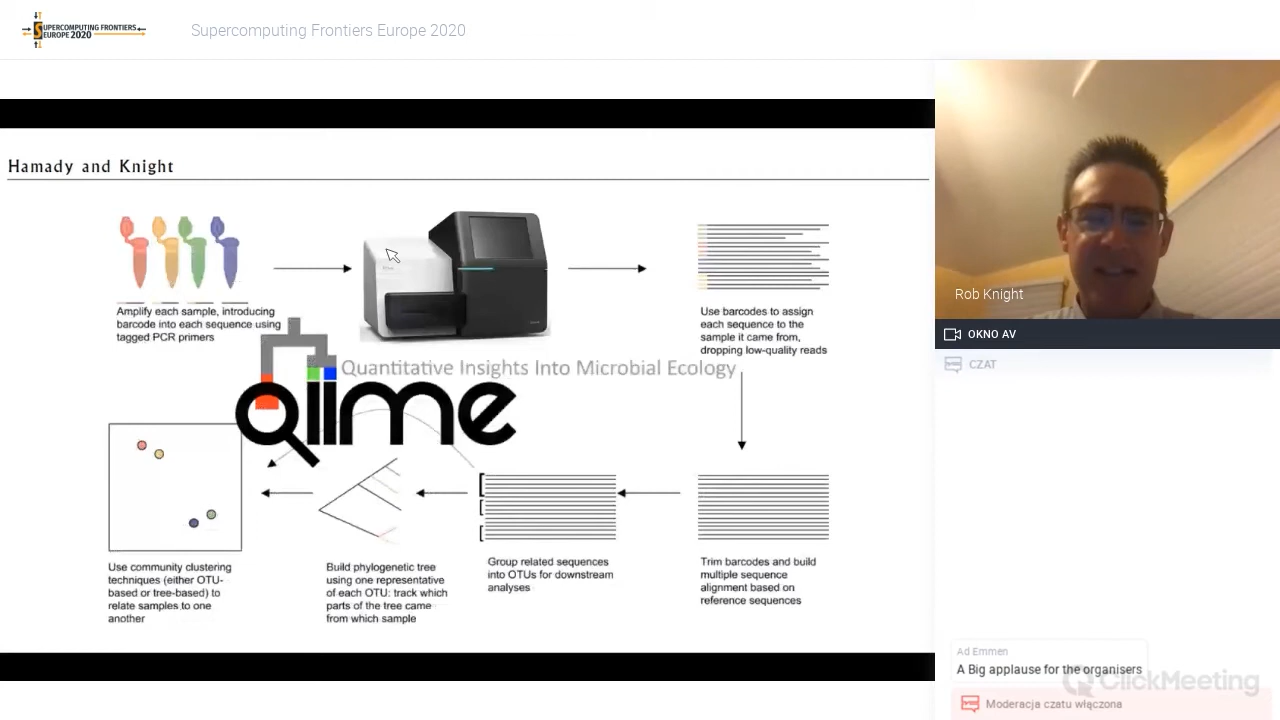 SUPERCOMPUTING FRONTIERS
EUROPE 2020
Supercomputing Frontiers Europe 2020
Hamady and Knight
Amplify each sample, introducing
barcode into each sequence using
tagged PCR primers
Use barcodes to assign
each sequence to the
sample it came from,
dropping low-quality reads
Quantitative Insights Into Microbial Ecology
QIIME
Use community clustering
techniques (either OTU-
based or tree-based) to
relate samples to one
another
Build phylogenetic tree
using one representative
of each OTU: track which
parts of the tree came
from which sample
Group related sequences
into OTUs for downstream
analyses
Trim barcodes and build
multiple sequence
alignment based on
reference sequences
Rob Knight
OKNO AV
CZAT
Ad Emmen
A Big applause for the organisers
ClickMeeting
Moderacja czatu włączona